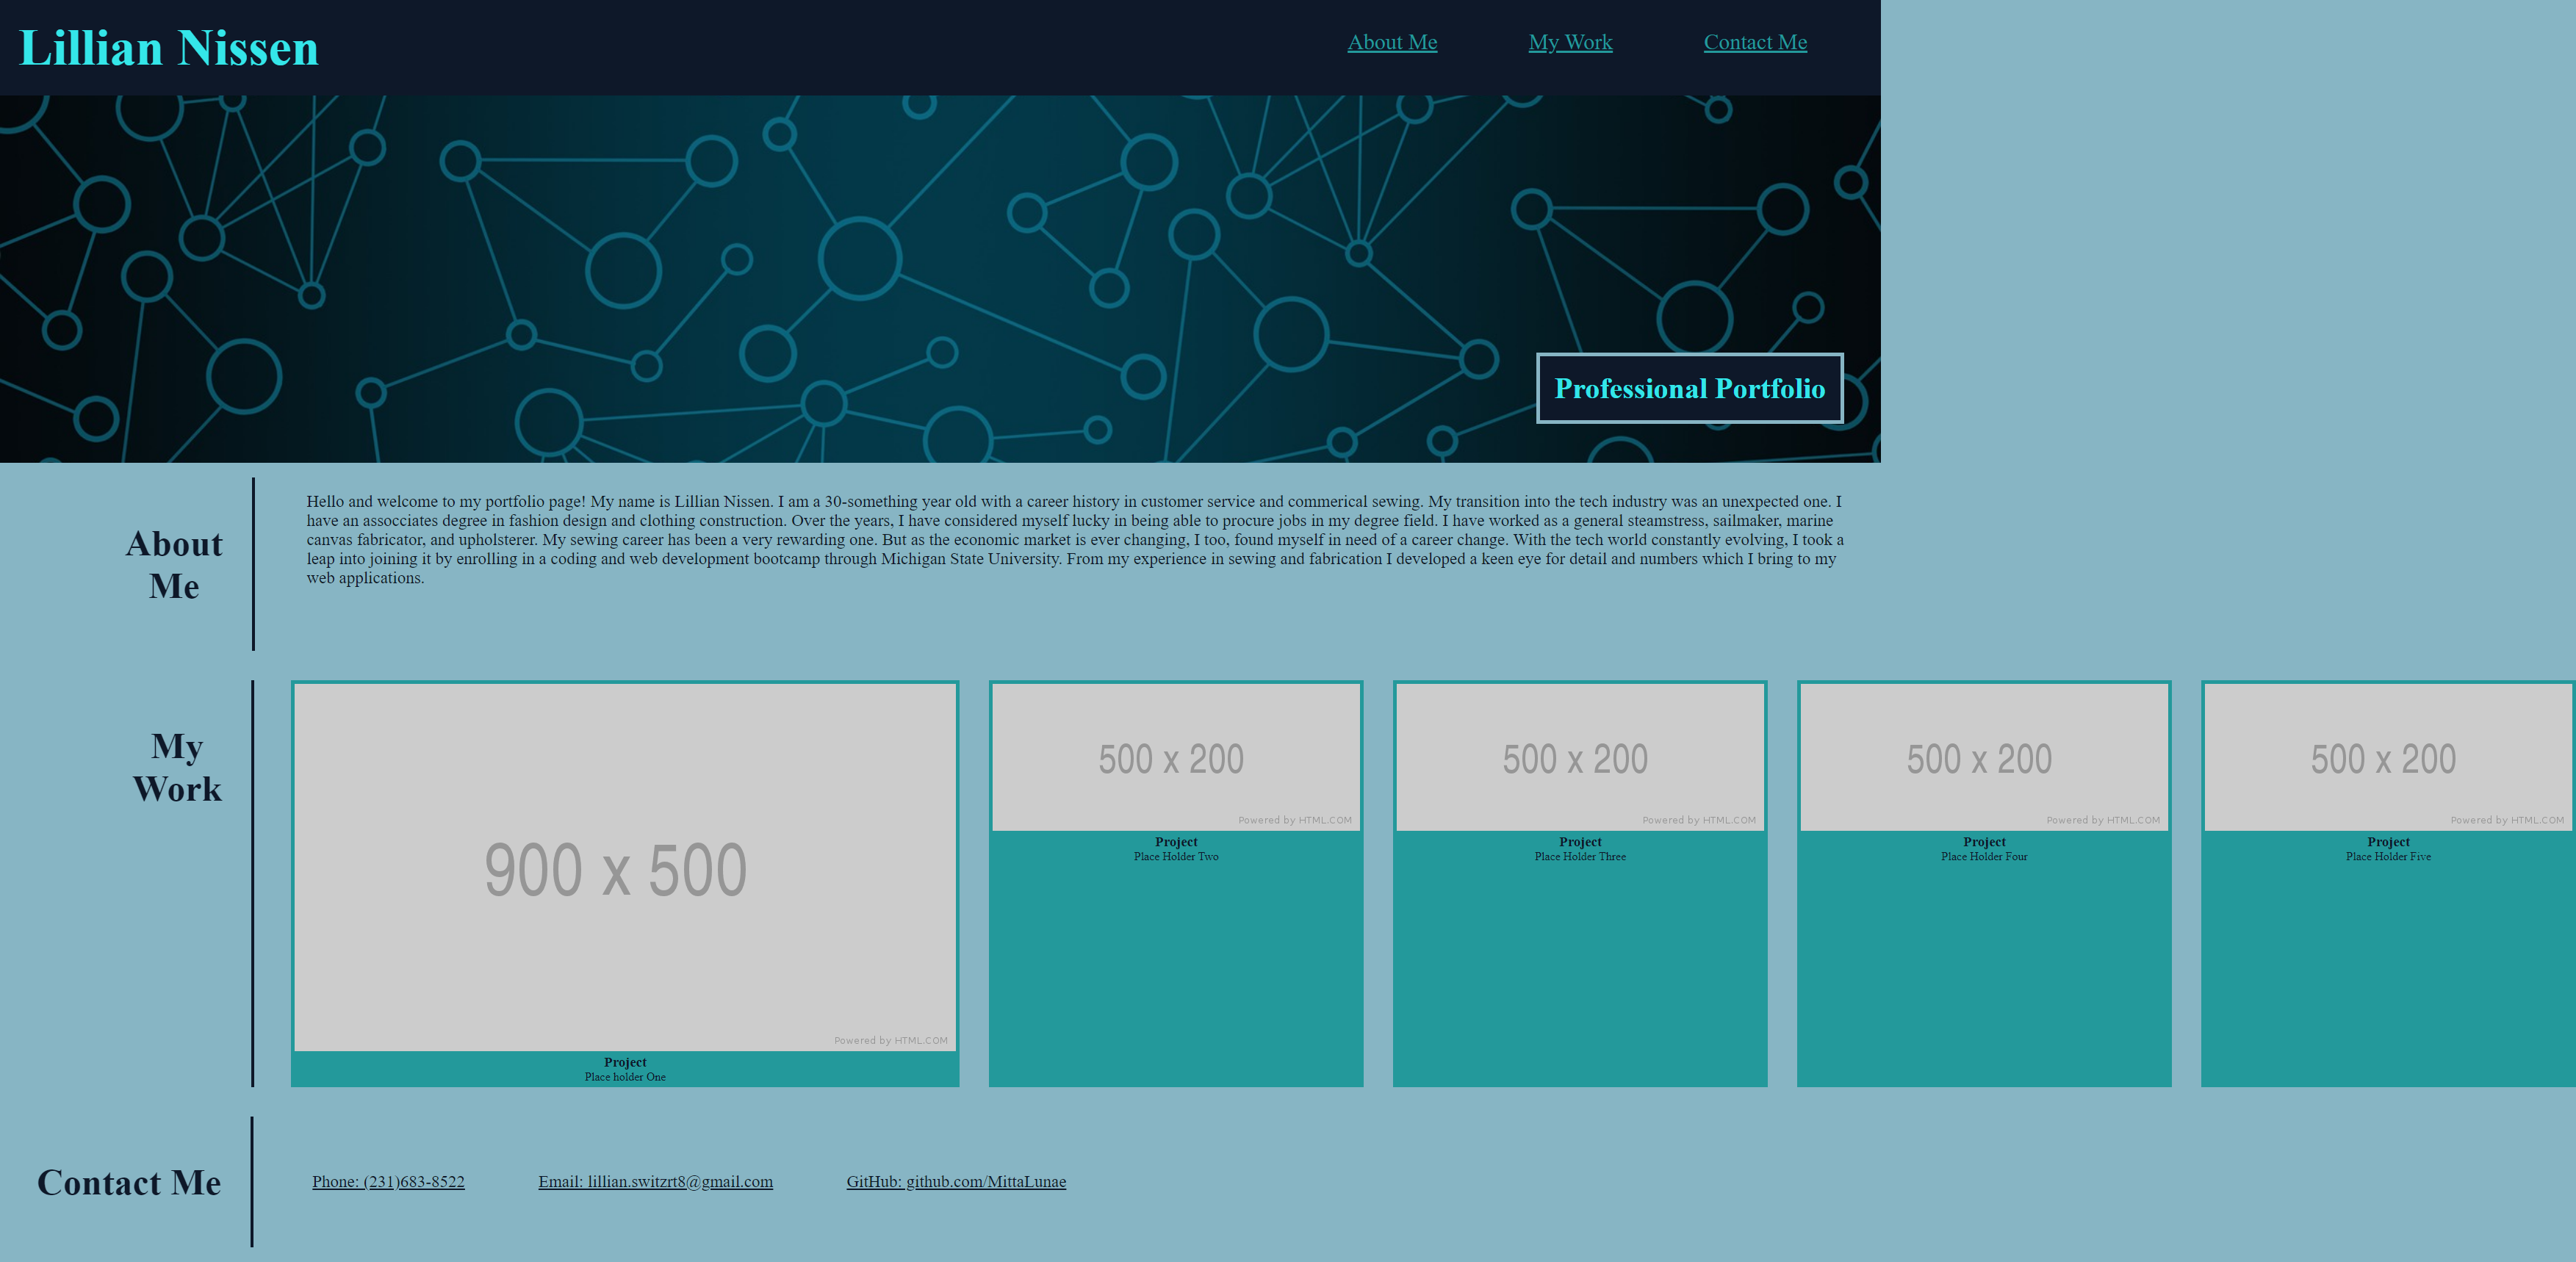 Lillian Nissen
About Me
My Work
Contact Me
Professional Portfolio
About
Me
Hello and welcome to my portfolio page! My name is Lillian Nissen. I am a 30-something year old with a career history in customer service and commerical sewing. My transition into the tech industry was an unexpected one. I
have an assocciates degree in fashion design and clothing construction. Over the years, I have considered myself lucky in being able to procure jobs in my degree field. I have worked as a general steamstress, sailmaker, marine
canvas fabricator, and upholsterer. My sewing career has been a very rewarding one. But as the economic market is ever changing, I too, found myself in need of a career change. With the tech world constantly evolving, I took a
leap into joining it by enrolling in a coding and web development bootcamp through Michigan State University. From my experience in sewing and fabrication I developed a keen eye for detail and numbers which I bring to my
web applications.
My
Work
900 x 500
Powered by HTML.COM
Project
Place holder One
500 x 200
Powered by HTML.COM
Project
Place Holder Two
500 x 200
Powered by HTML.COM
Project
Place Holder Three
500 x 200
Powered by HTML.COM
Project
Place Holder Four
500 x 200
Powered by HTML.COM
Project
Place Holder Five
Contact Me
Phone: (231)683-8522
Email: lillian.switzrt8@gmail.com
GitHub: github.com/MittaLunae